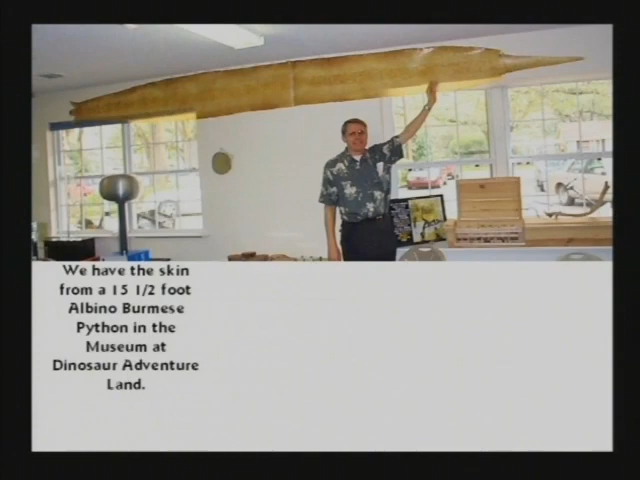 We have the skin
from a 15 1/2 foot
Albino Burmese
Python in the
Museum at
Dinosaur Adventure
Land.